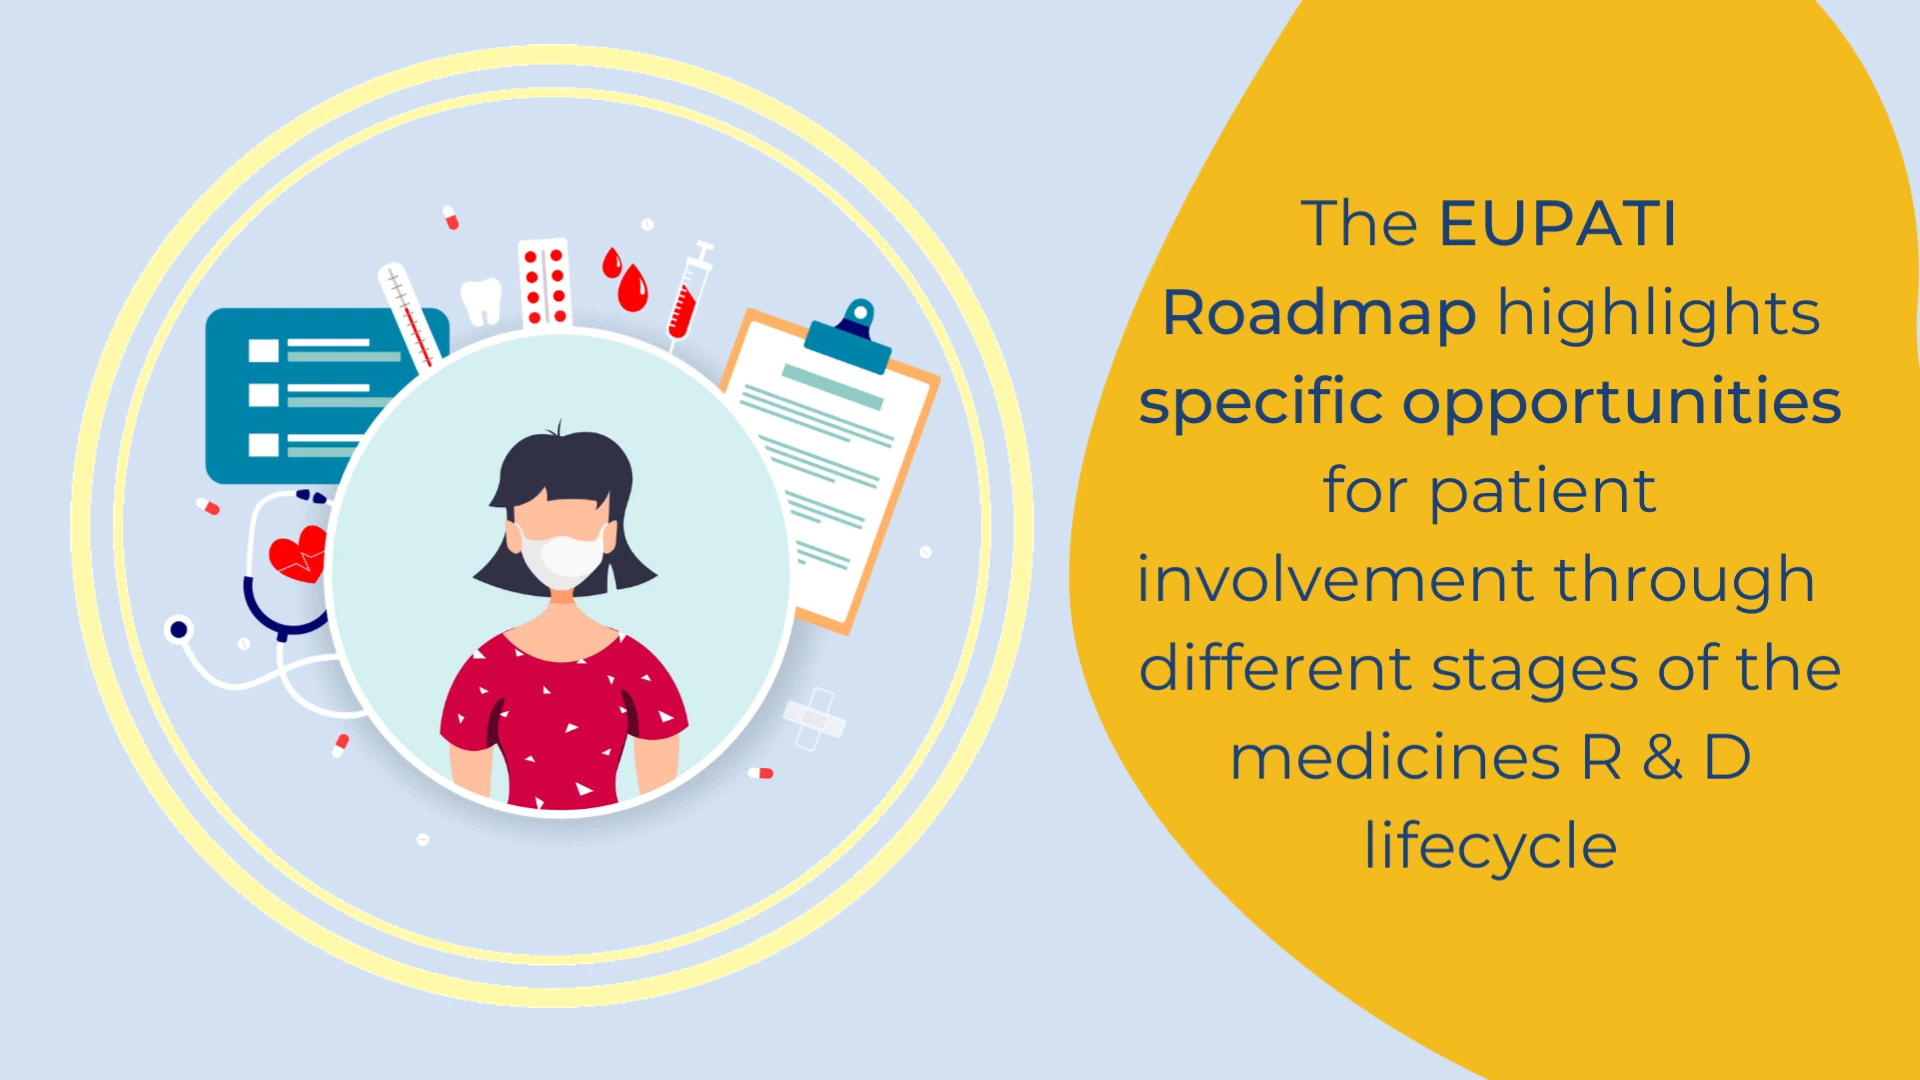 The EUPATI
Roadmap highlights
specific opportunities
for patient
involvement through
different stages of the
medicines R & D
lifecycle